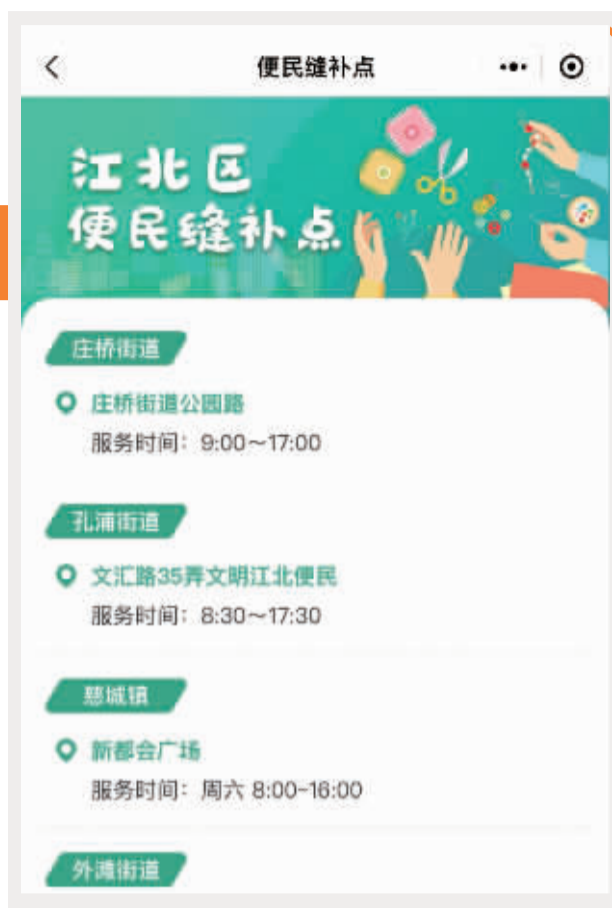 便民缝补点
江北区
便民缝补点
庄桥街道
庄桥街道公园路
服务时间：9:00～17:00
孔浦街道
文汇路35弄文明江北便民
服务时间：8:30～17:30
慈城镇
新都会广场
服务时间：周六 8:00-16:00
外滩街道